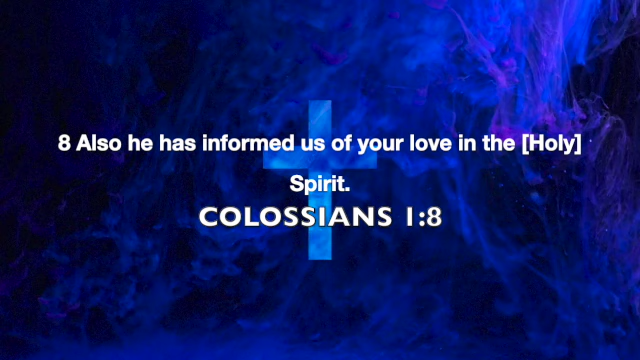 8 Also he has informed us of your love in the [Holy]
Spirit.
COLOSSIANS 1:8